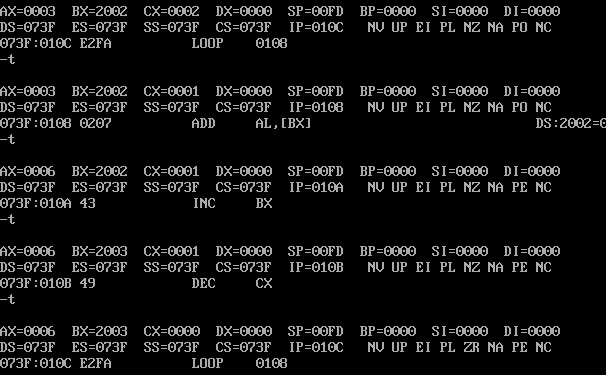 AX=0003 BX=2002 CX=0002 DX=0000 SP=00FD BP=0000 SI=0000 DI=0000
DS=073F ES=073F SS=073F CS=073F IP=010C NV UP EI PL NZ NA PO NC
073F:010C E2FA LOOP 0108
-t
AX=0003 BX=2002 CX=0001 DX=0000 SP=00FD BP=0000 SI=0000 DI=0000
DS=073F ES=073F SS=073F CS=073F IP=0108 NV UP EI PL NZ NA PO NC
073F:0108 0207 ADD AL,[BX] DS:2002=0
-t
AX=0006 BX=2002 CX=0001 DX=0000 SP=00FD BP=0000 SI=0000 DI=0000
DS=073F ES=073F SS=073F CS=073F IP=010A NV UP EI PL NZ NA PE NC
073F:010A 43 INC BX
-t
AX=0006 BX=2003 CX=0001 DX=0000 SP=00FD BP=0000 SI=0000 DI=0000
DS=073F ES=073F SS=073F CS=073F IP=010B NV UP EI PL NZ NA PE NC
073F:010B 49 DEC CX
-t
AX=0006 BX=2003 CX=0000 DX=0000 SP=00FD BP=0000 SI=0000 DI=0000
DS=073F ES=073F SS=073F CS=073F IP=010C NV UP EI PL ZR NA PE NC
073F:010C E2FA LOOP 0108